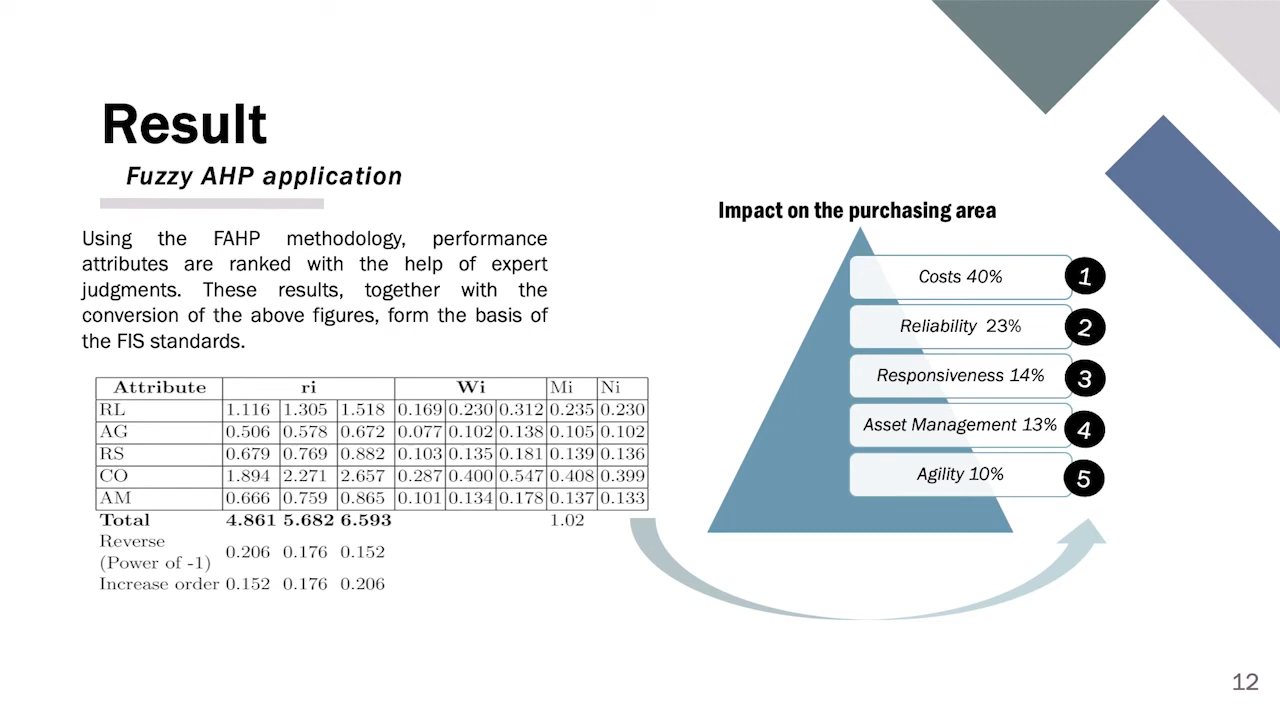 Result
Fuzzy AHP application
Using the FAHP methodology, performance
attributes are ranked with the help of expert
judgments. These results, together with the
conversion of the above figures, form the basis of
the FIS standards.
Attribute ri Wi Mi Ni
RL 1.116 1.305 1.518 0.169 0.230 0.312 0.235 0.230
AG 0.506 0.578 0.672 0.077 0.102 0.138 0.105 0.102
RS 0.679 0.769 0.882 0.103 0.135 0.181 0.139 0.136
CO 1.894 2.271 2.657 0.287 0.400 0.547 0.408 0.399
AM 0.666 0.759 0.865 0.101 0.134 0.178 0.137 0.133
Total 4.861 5.682 6.593 1.02
Reverse
(Power of -1) 0.206 0.176 0.152
Increase order 0.152 0.176 0.206
Impact on the purchasing area
Costs 40% 1
Reliability 23% 2
Responsiveness 14% 3
Asset Management 13% 4
Agility 10% 5
12